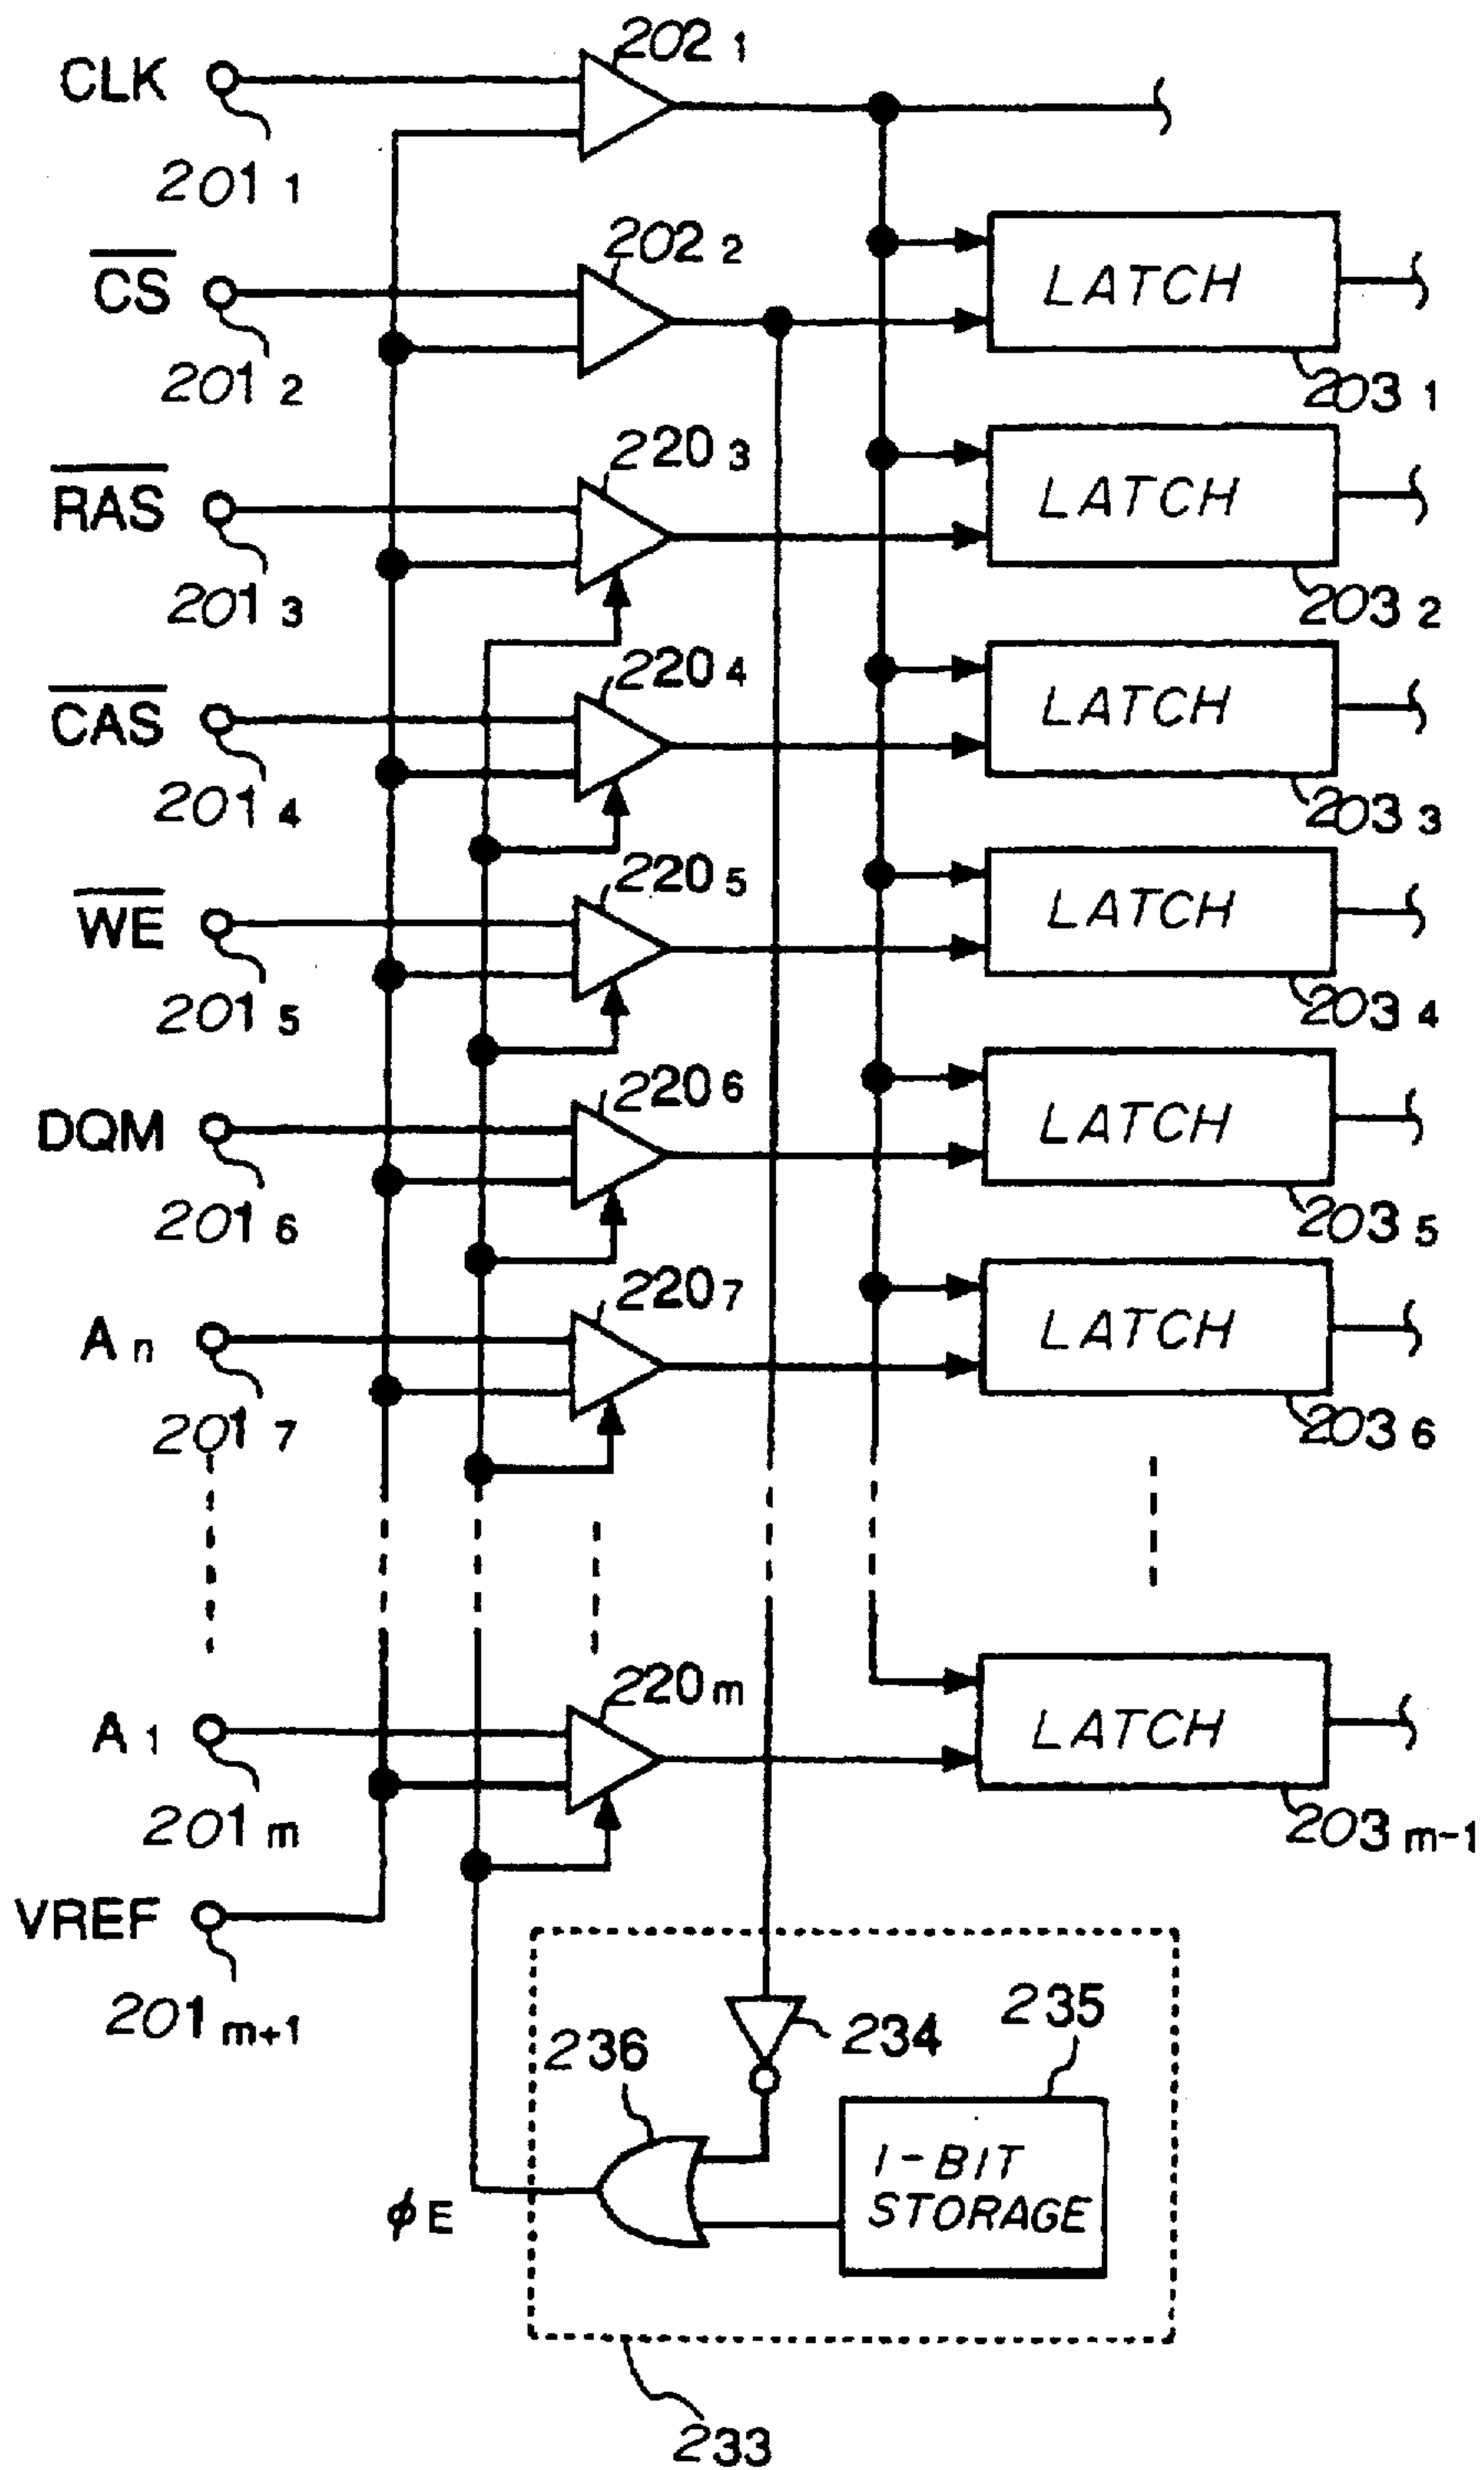 CLK
202 1
201 1
CS
202 2
LATCH
201 2
203 1
RAS
220 3
LATCH
201 3
203 2
CAS
220 4
LATCH
201 4
203 3
WE
220 5
LATCH
201 5
203 4
DQM
220 6
LATCH
201 6
203 5
A n
220 7
LATCH
201 7
203 6
A 1
220 m
LATCH
201 m
203 m-1
VREF
201 m+1
236
234
235
1-BIT
STORAGE
ϕ E
233